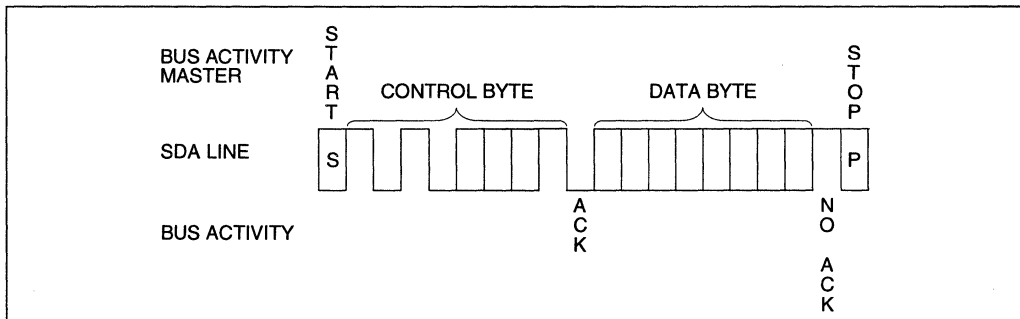 BUS ACTIVITY
MASTER
START
CONTROL BYTE
DATA BYTE
STOP
SDA LINE
S
P
BUS ACTIVITY
ACK
NO ACK